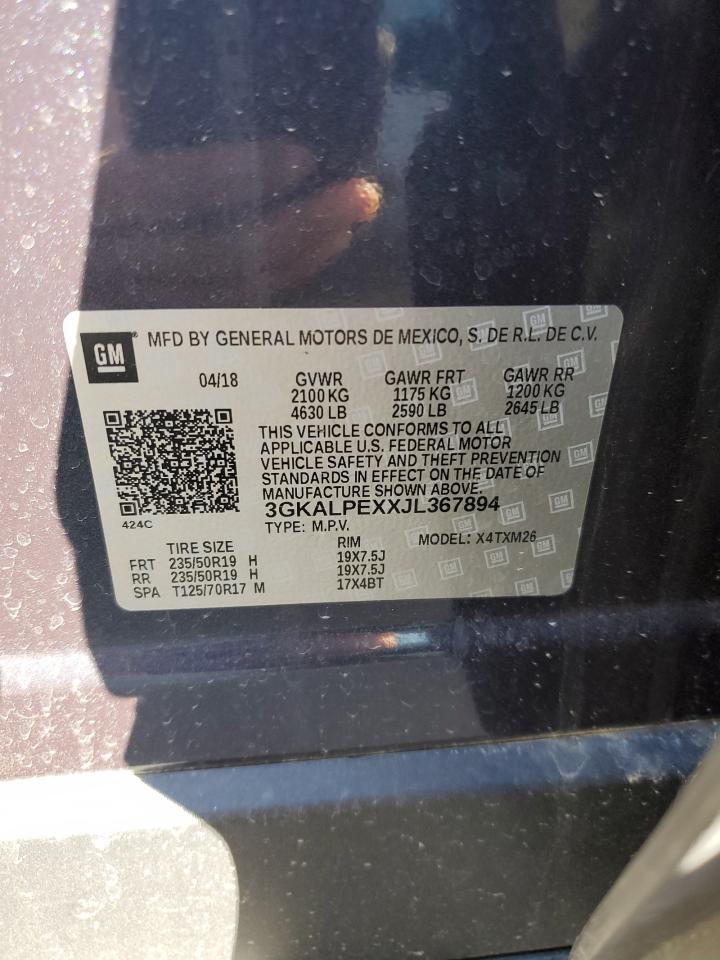 GM
MFD BY GENERAL MOTORS DE MEXICO, S. DE R.L. DE C.V.
04/18 GVWR GAWR FRT GAWR RR
2100 KG 1175 KG 1200 KG
4630 LB 2590 LB 2645 LB
THIS VEHICLE CONFORMS TO ALL
APPLICABLE U.S. FEDERAL MOTOR
VEHICLE SAFETY AND THEFT PREVENTION
STANDARDS IN EFFECT ON THE DATE OF
MANUFACTURE SHOWN ABOVE.
3GKALPEXXJL367894
424C
TYPE: M.P.V. MODEL: X4TXM26
TIRE SIZE RIM
FRT 235/50R19 H 19X7.5J
RR 235/50R19 H 19X7.5J
SPA T125/70R17 M 17X4BT